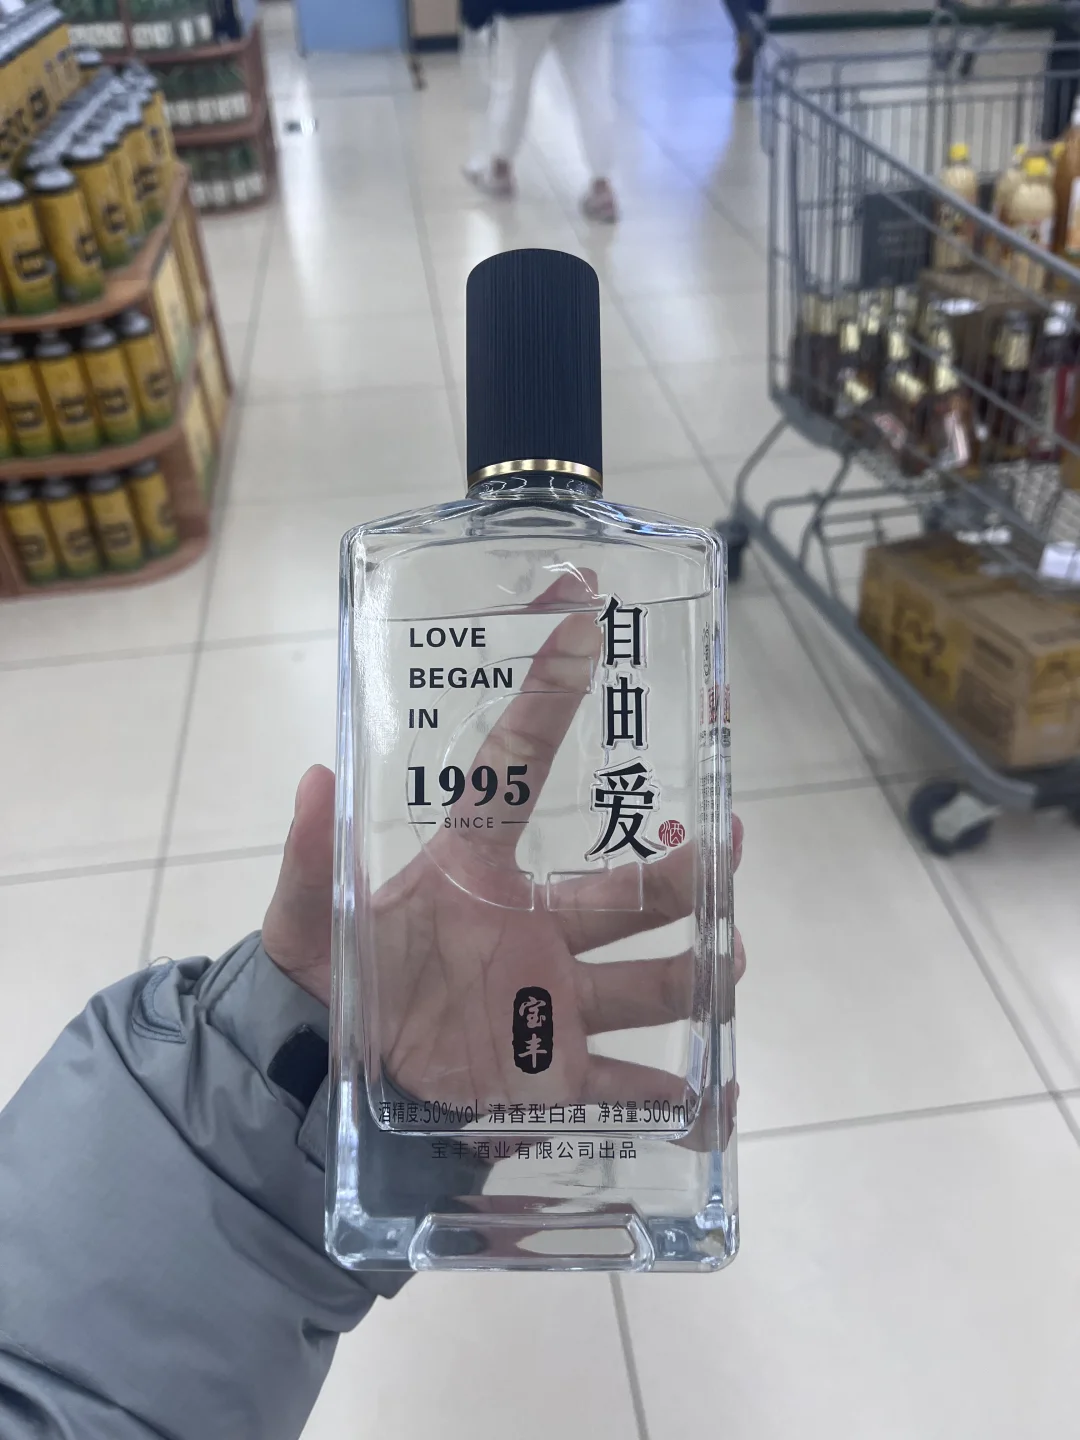 LOVE
BEGAN
IN
1995
SINCE
自由爱
酒
宝丰
酒精度:50%vol 清香型白酒 净含量:500ml
宝丰酒业有限公司出品